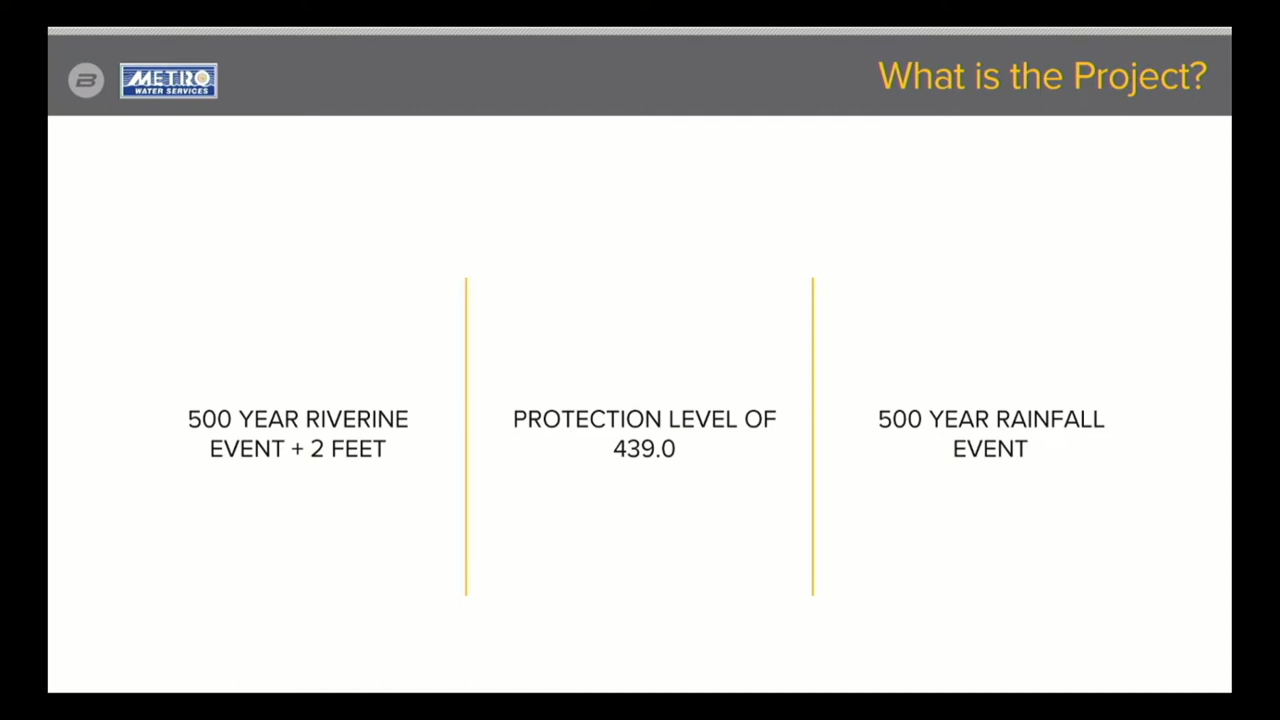 B
METRO
WATER SERVICES
What is the Project?
500 YEAR RIVERINE
EVENT + 2 FEET
PROTECTION LEVEL OF
439.0
500 YEAR RAINFALL
EVENT